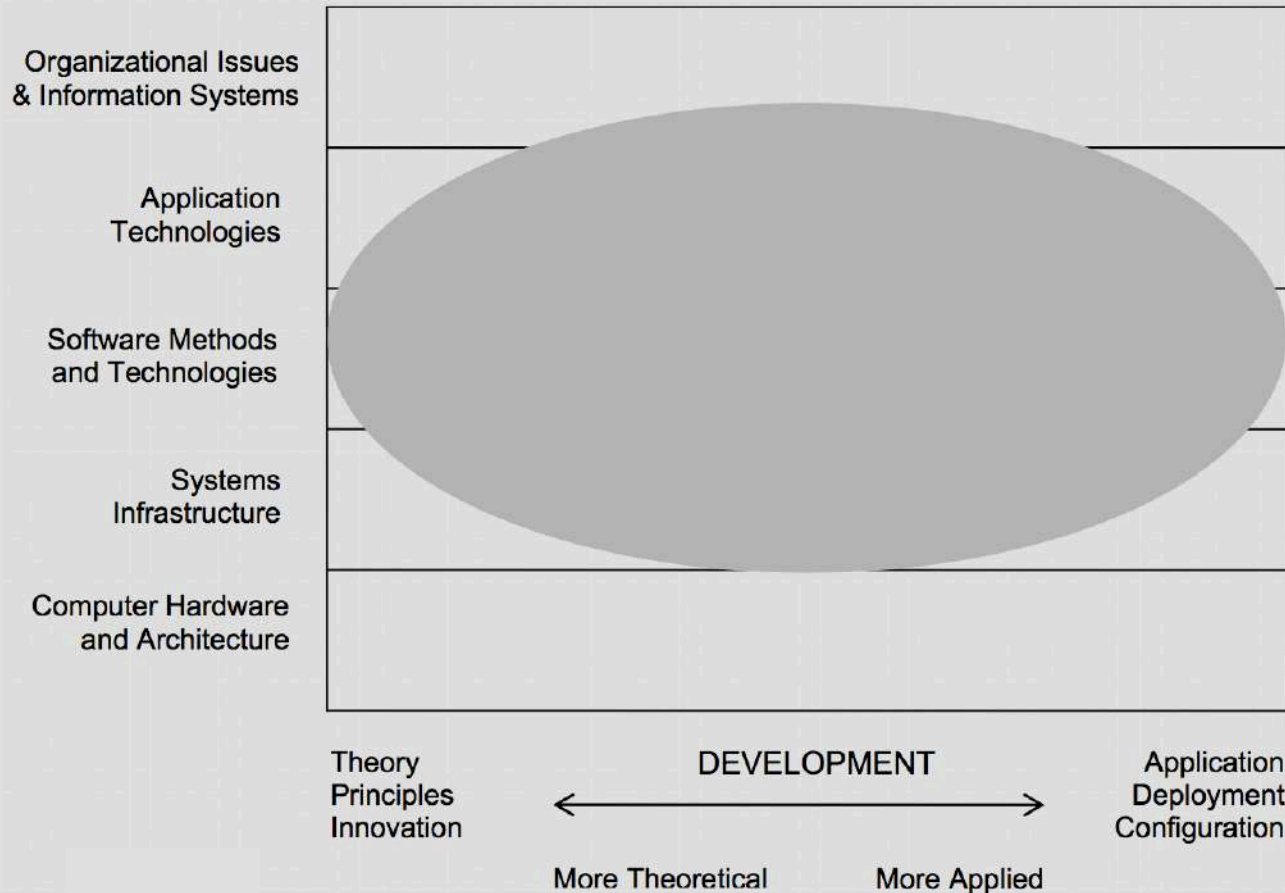 Organizational Issues
& Information Systems
Application
Technologies
Software Methods
and Technologies
Systems
Infrastructure
Computer Hardware
and Architecture
Theory
Principles
Innovation
DEVELOPMENT
Application
Deployment
Configuration
More Theoretical
More Applied